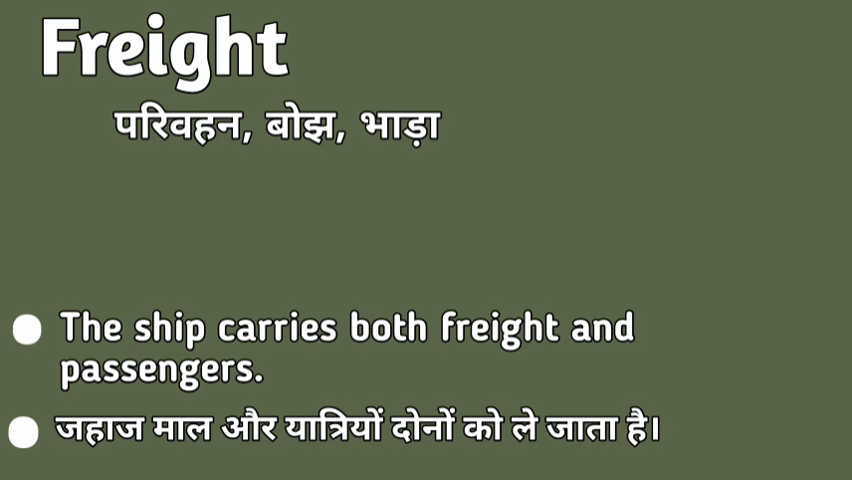 Freight
परिवहन, बोझ, भाड़ा
The ship carries both freight and
passengers.
जहाज माल और यात्रियों दोनों को ले जाता है।